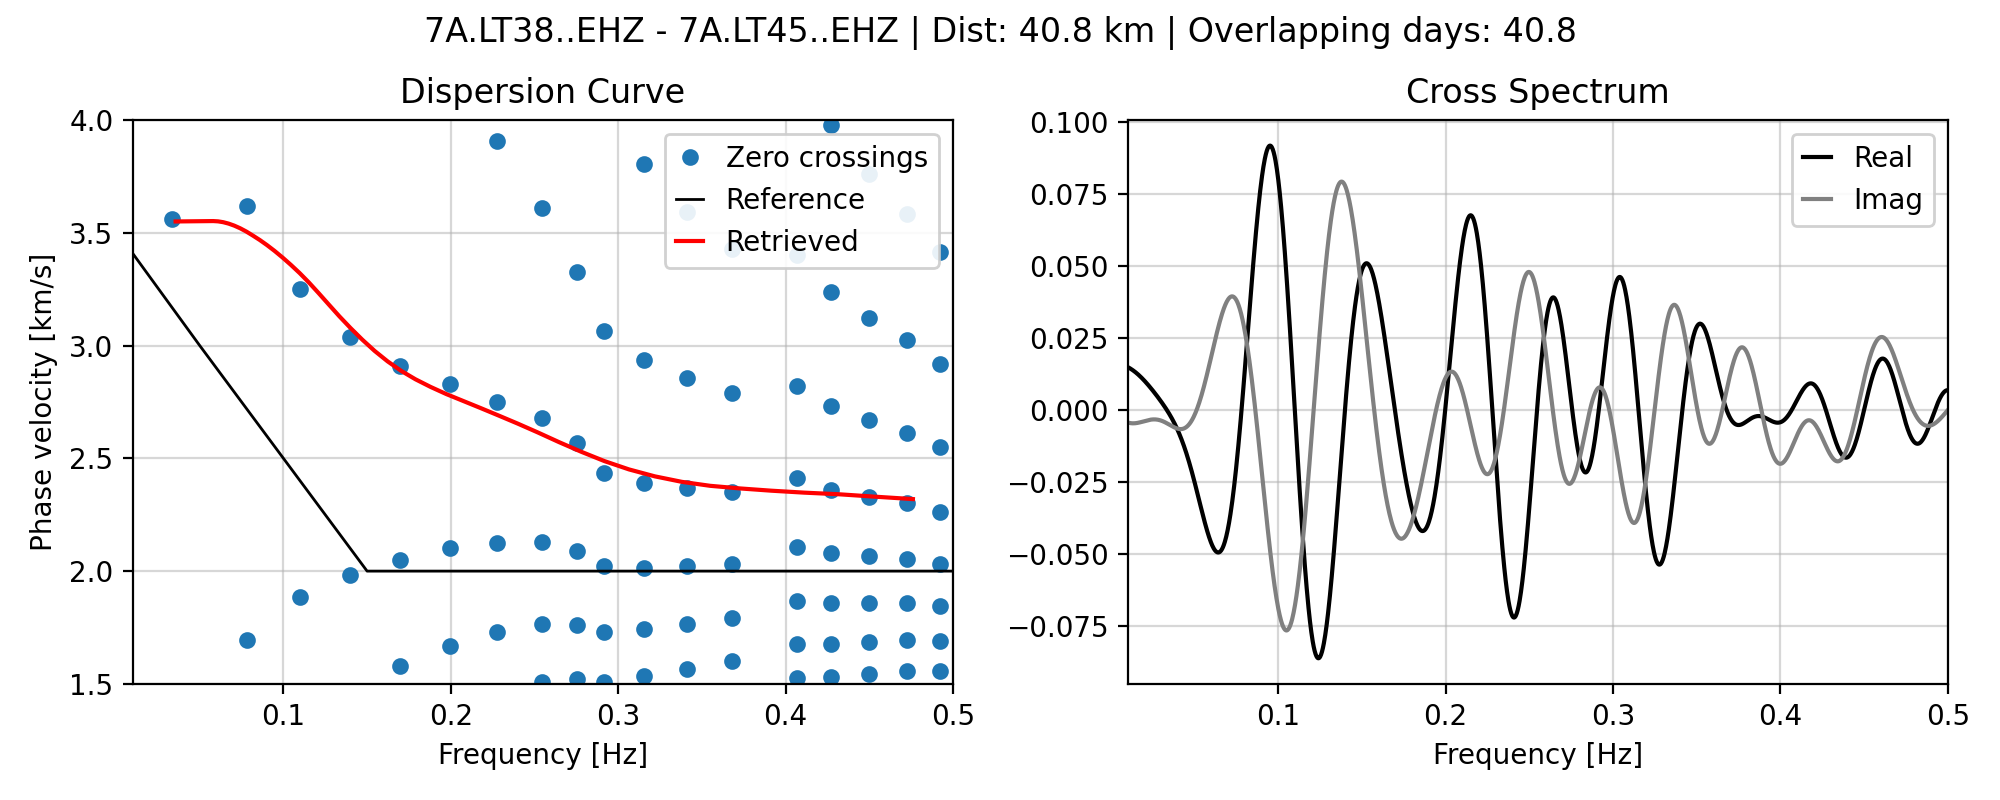 7A.LT38..EHZ - 7A.LT45..EHZ | Dist: 40.8 km | Overlapping days: 40.8
Dispersion Curve
4.0
3.5
3.0
2.5
2.0
1.5
Phase velocity [km/s]
0.1 0.2 0.3 0.4 0.5
Frequency [Hz]
Zero crossings
Reference
Retrieved
Cross Spectrum
0.100
0.075
0.050
0.025
0.000
−0.025
−0.050
−0.075
0.1 0.2 0.3 0.4 0.5
Frequency [Hz]
Real
Imag